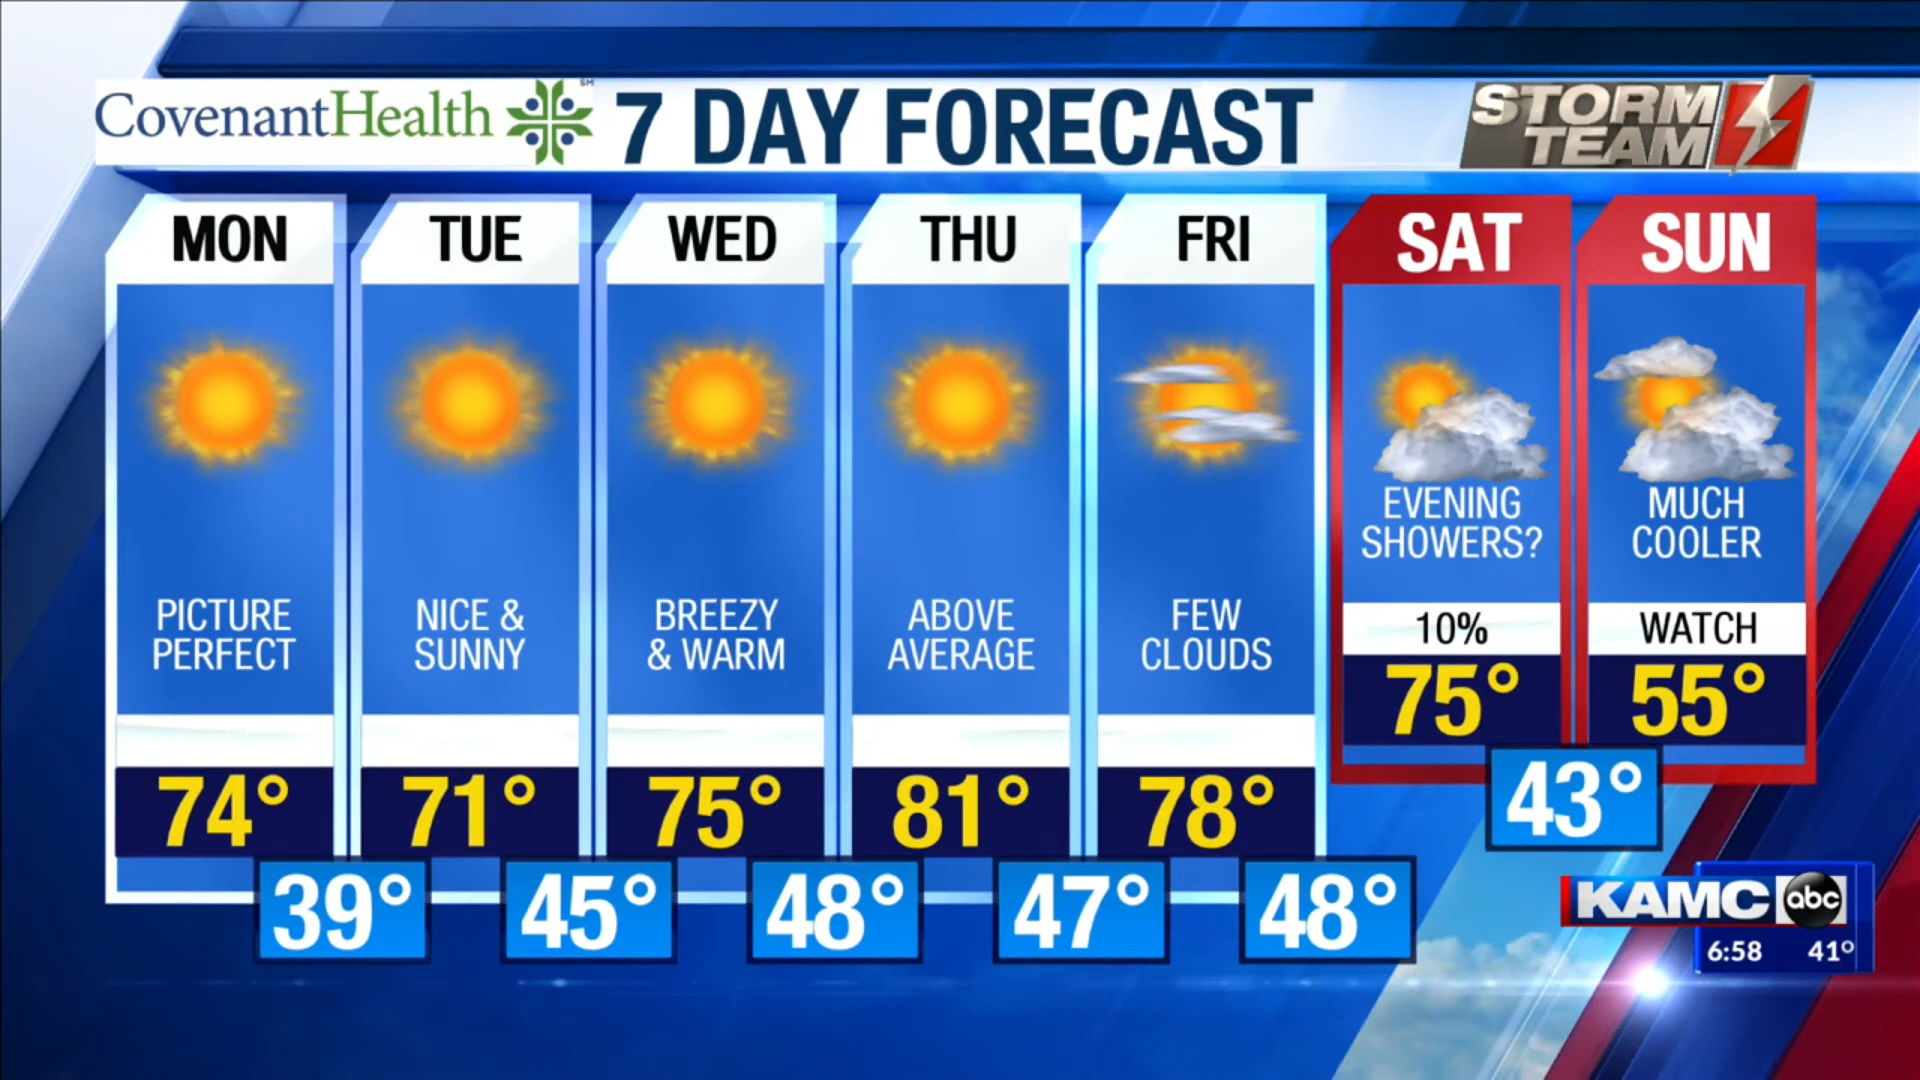 CovenantHealth SM 7 DAY FORECAST
STORM
TEAM
MON TUE WED THU FRI SAT SUN
PICTURE
PERFECT
NICE &
SUNNY
BREEZY
& WARM
ABOVE
AVERAGE
FEW
CLOUDS
EVENING
SHOWERS?
MUCH
COOLER
10% WATCH
74° 71° 75° 81° 78° 75° 55°
39° 45° 48° 47° 48° 43°
KAMC abc
6:58 41°